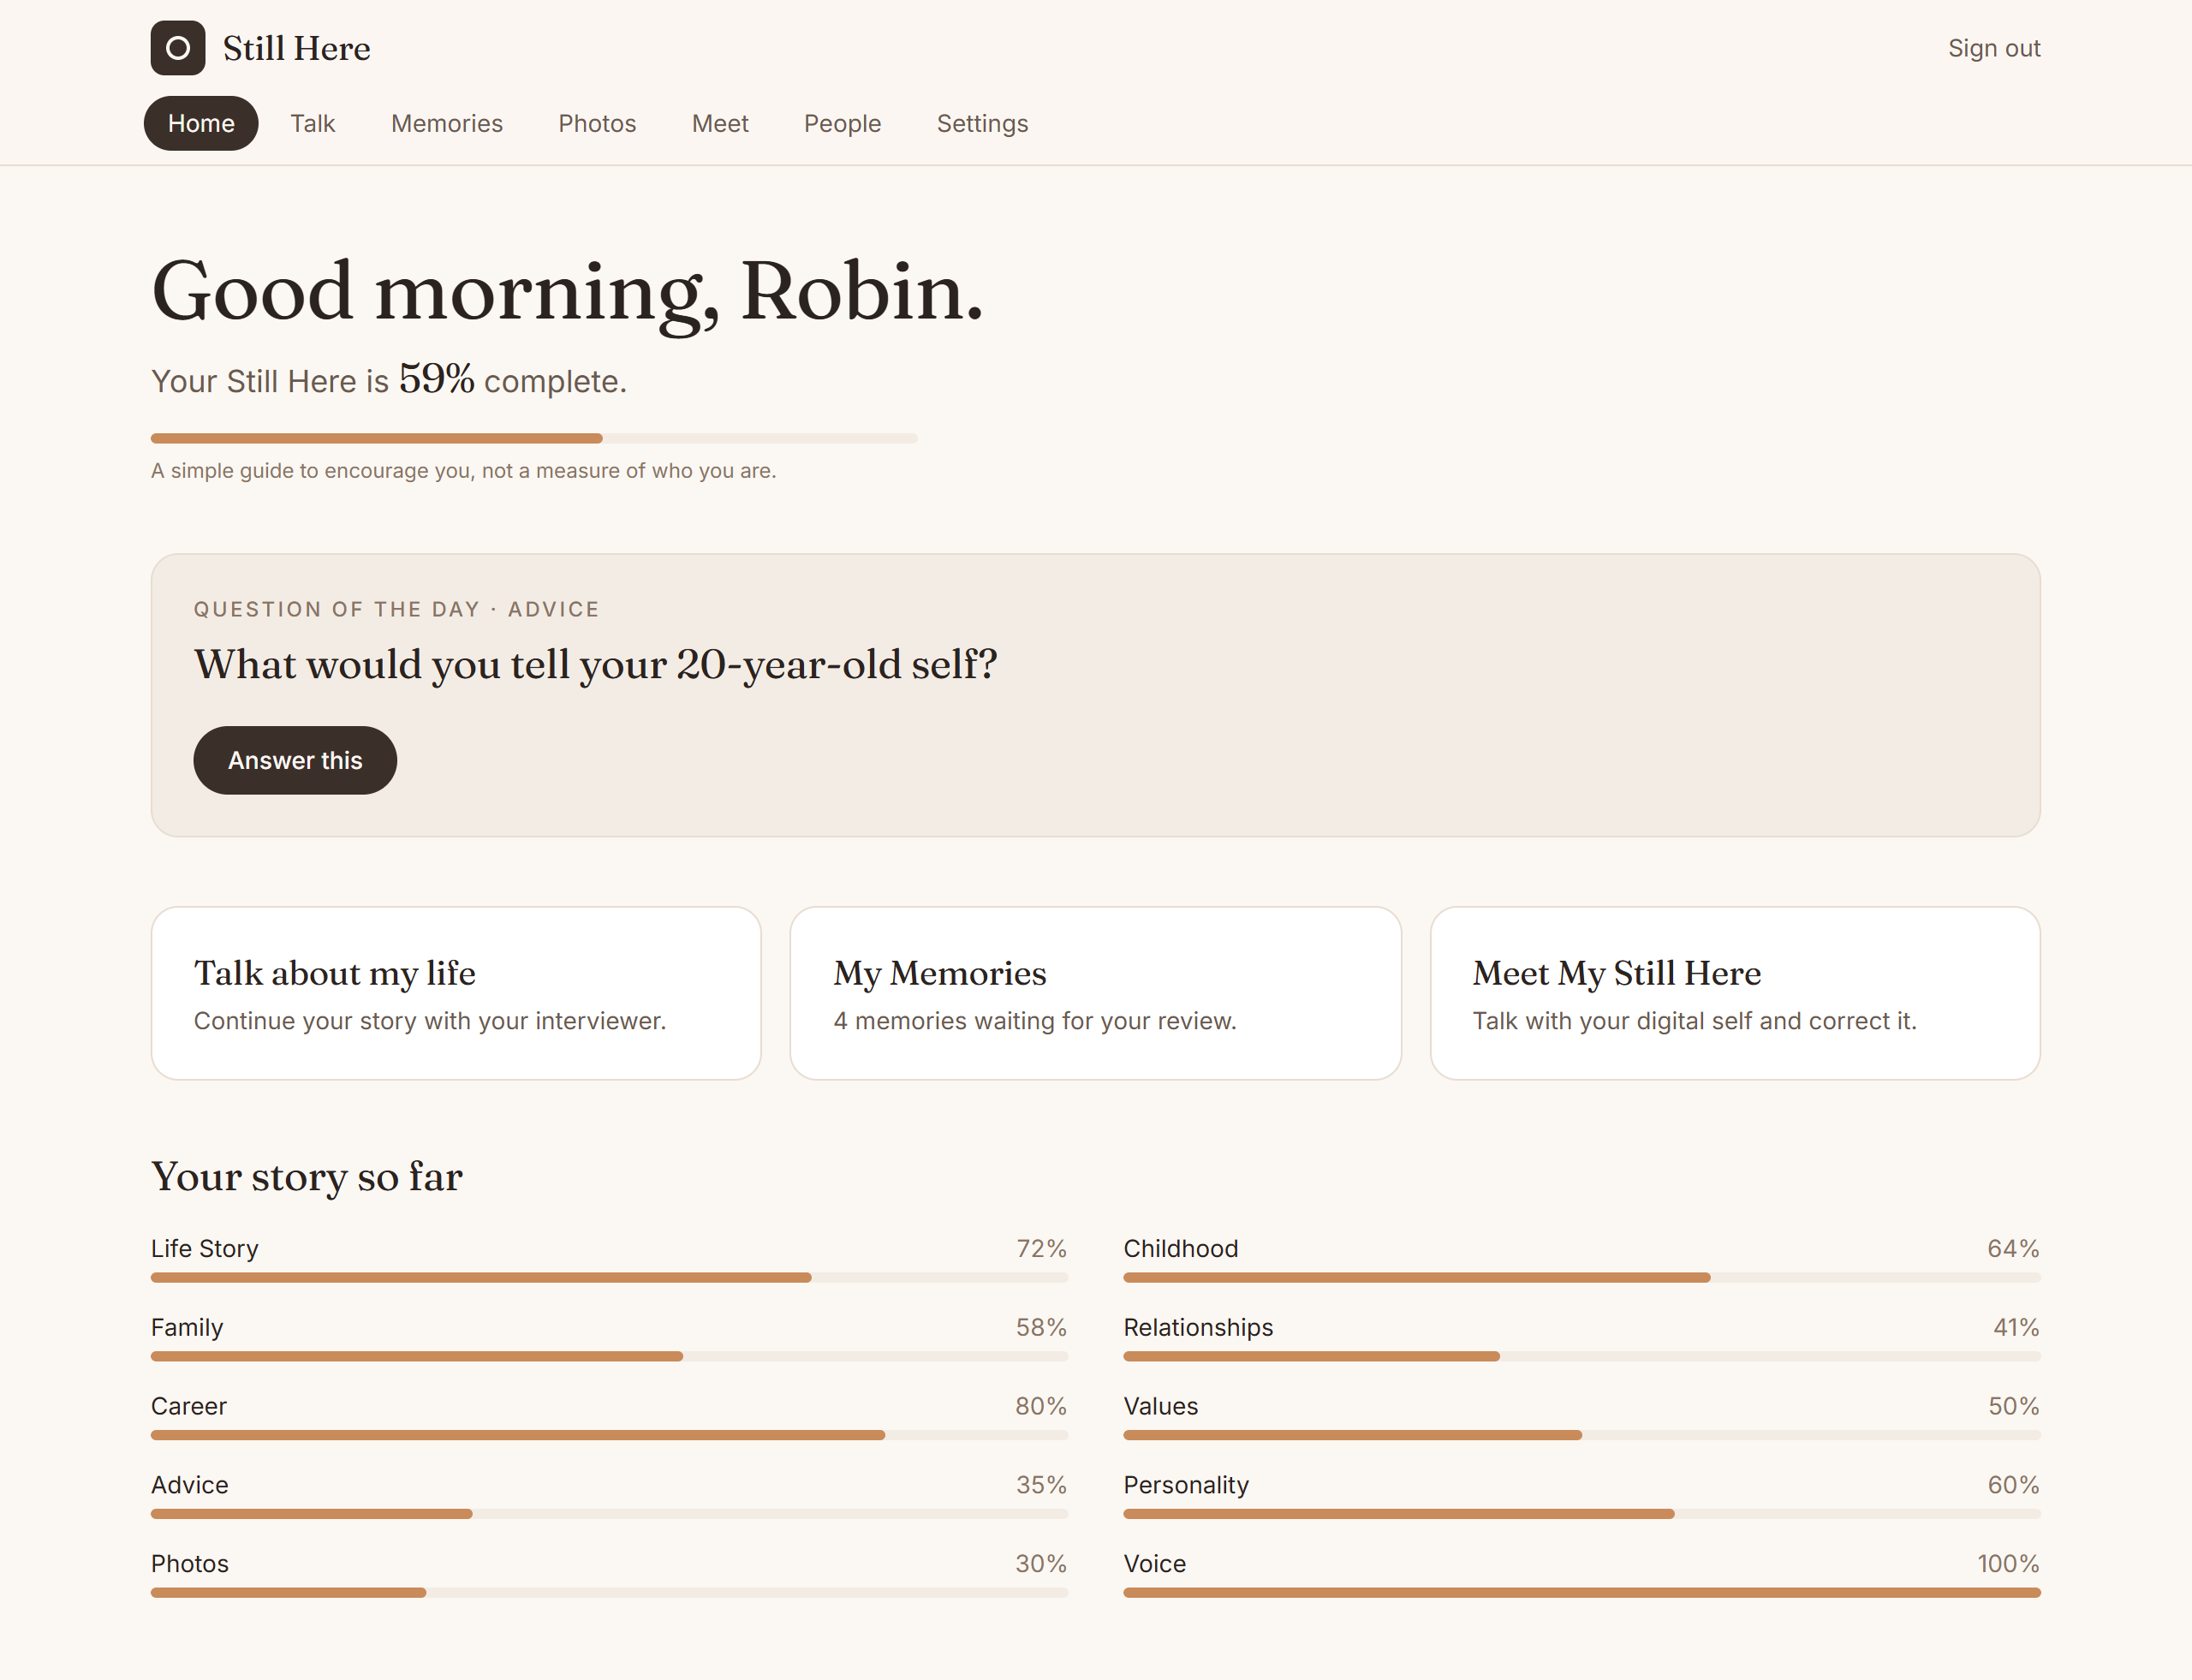 Still Here
Sign out
Home Talk Memories Photos Meet People Settings
Good morning, Robin.
Your Still Here is 59% complete.
A simple guide to encourage you, not a measure of who you are.
QUESTION OF THE DAY · ADVICE
What would you tell your 20-year-old self?
Answer this
Talk about my life
Continue your story with your interviewer.
My Memories
4 memories waiting for your review.
Meet My Still Here
Talk with your digital self and correct it.
Your story so far
Life Story 72%
Childhood 64%
Family 58%
Relationships 41%
Career 80%
Values 50%
Advice 35%
Personality 60%
Photos 30%
Voice 100%